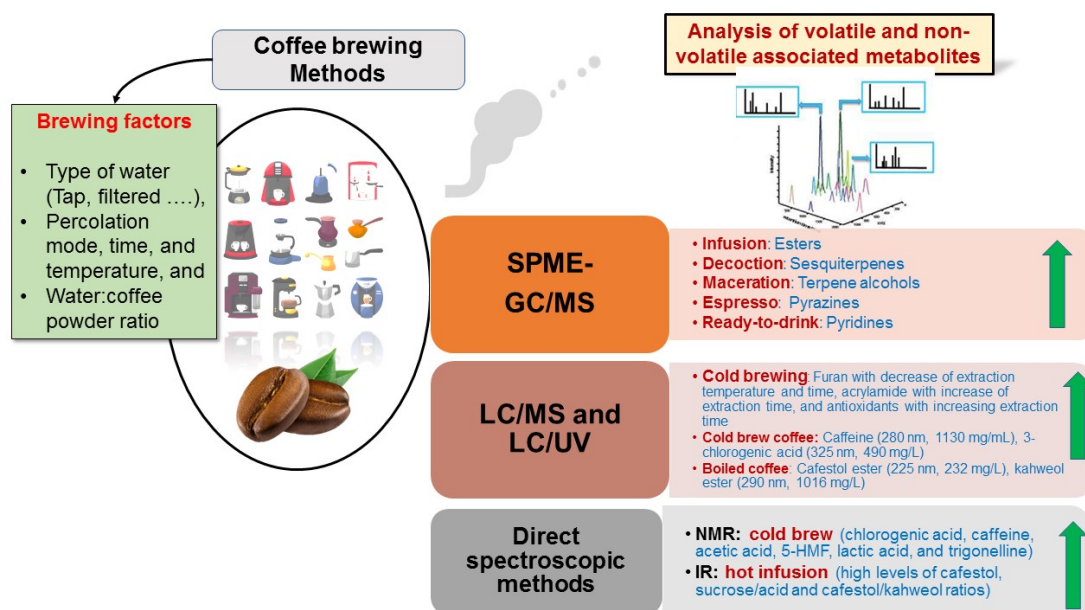 Coffee brewing
Methods
Brewing factors
• Type of water
(Tap, filtered ….),
• Percolation
mode, time, and
temperature, and
• Water:coffee
powder ratio
Analysis of volatile and non-
volatile associated metabolites
SPME-
GC/MS
• Infusion: Esters
• Decoction: Sesquiterpenes
• Maceration: Terpene alcohols
• Espresso: Pyrazines
• Ready-to-drink: Pyridines
LC/MS and
LC/UV
• Cold brewing: Furan with decrease of extraction
temperature and time, acrylamide with increase of
extraction time, and antioxidants with increasing extraction
time
• Cold brew coffee: Caffeine (280 nm, 1130 mg/mL), 3-
chlorogenic acid (325 nm, 490 mg/L)
• Boiled coffee: Cafestol ester (225 nm, 232 mg/L), kahweol
ester (290 nm, 1016 mg/L)
Direct
spectroscopic
methods
• NMR: cold brew (chlorogenic acid, caffeine,
acetic acid, 5-HMF, lactic acid, and trigonelline)
• IR: hot infusion (high levels of cafestol,
sucrose/acid and cafestol/kahweol ratios)